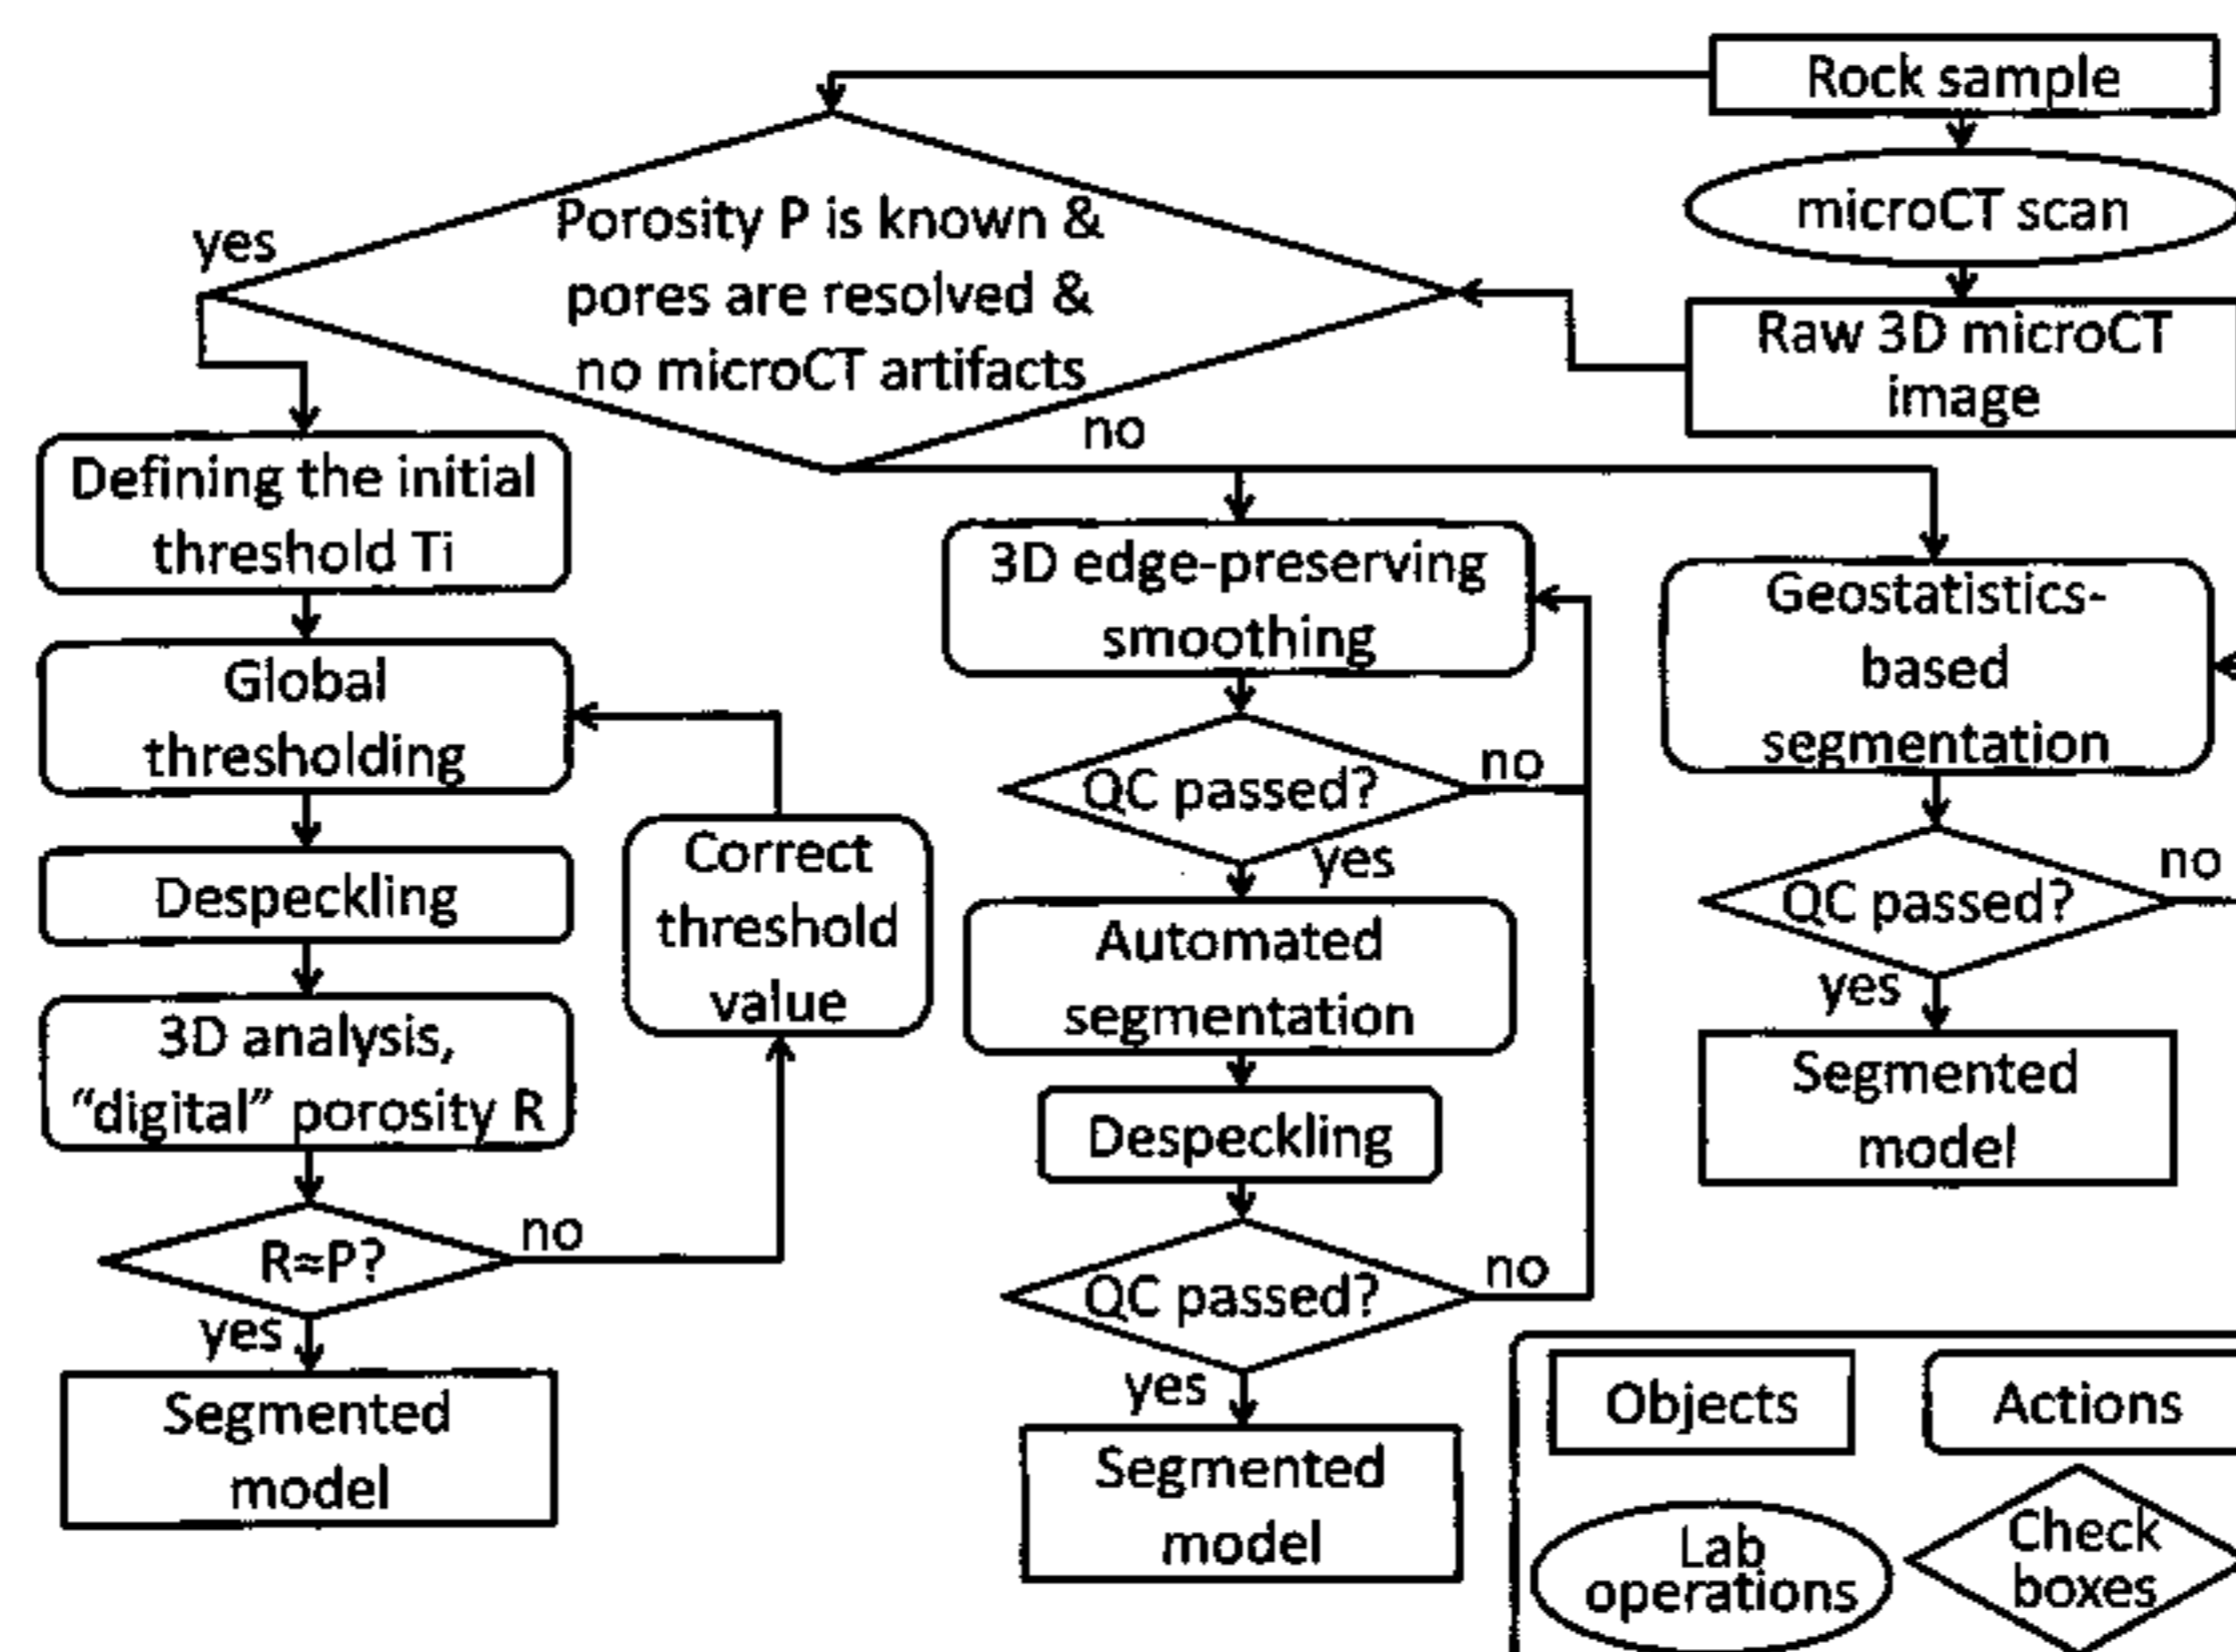 Rock sample
microCT scan
Raw 3D microCT
image
Porosity P is known &
pores are resolved &
no microCT artifacts
yes
no
Defining the initial
threshold Ti
Global
thresholding
Despeckling
3D analysis,
"digital" porosity R
R≈P?
no
Correct
threshold
value
yes
Segmented
model
3D edge-preserving
smoothing
QC passed?
no
yes
Automated
segmentation
Despeckling
QC passed?
no
yes
Segmented
model
Geostatistics-
based
segmentation
QC passed?
no
yes
Segmented
model
Objects
Actions
Lab
operations
Check
boxes